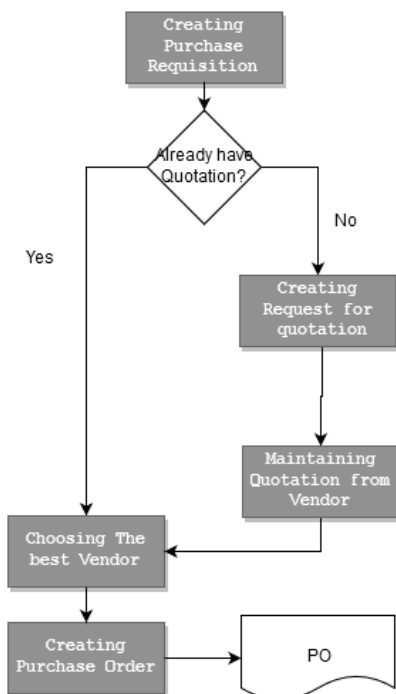 Creating
Purchase
Requisition
Already have
Quotation?
No
Yes
Creating
Request for
quotation
Maintaining
Quotation from
Vendor
Choosing The
best Vendor
Creating
Purchase Order
PO